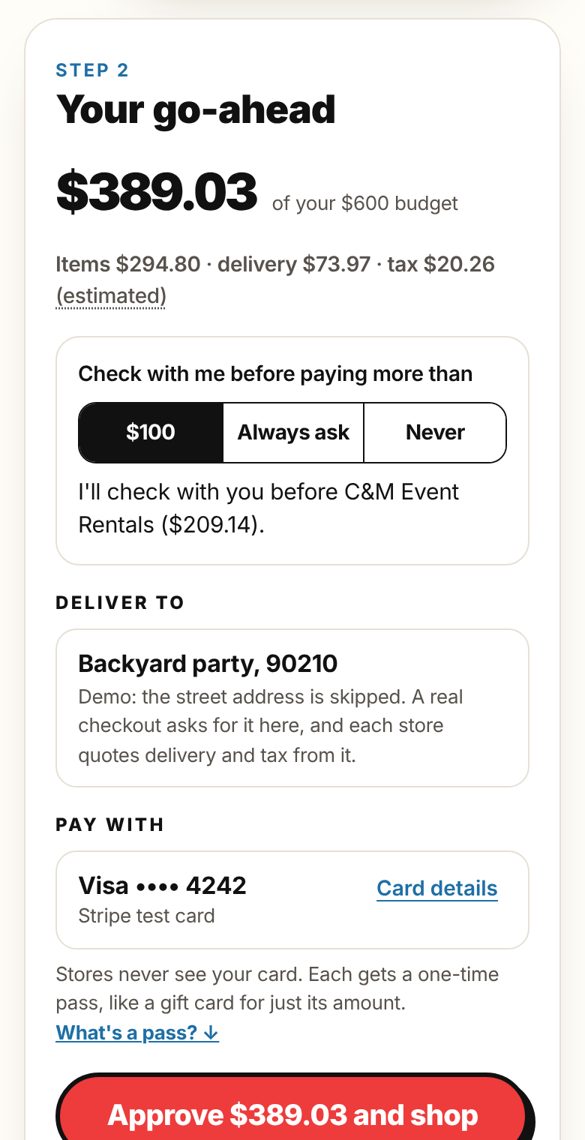 STEP 2
Your go-ahead
$389.03 of your $600 budget
Items $294.80 · delivery $73.97 · tax $20.26
(estimated)
Check with me before paying more than
$100 Always ask Never
I'll check with you before C&M Event
Rentals ($209.14).
DELIVER TO
Backyard party, 90210
Demo: the street address is skipped. A real
checkout asks for it here, and each store
quotes delivery and tax from it.
PAY WITH
Visa •••• 4242
Card details
Stripe test card
Stores never see your card. Each gets a one-time
pass, like a gift card for just its amount.
What's a pass? ↓
Approve $389.03 and shop